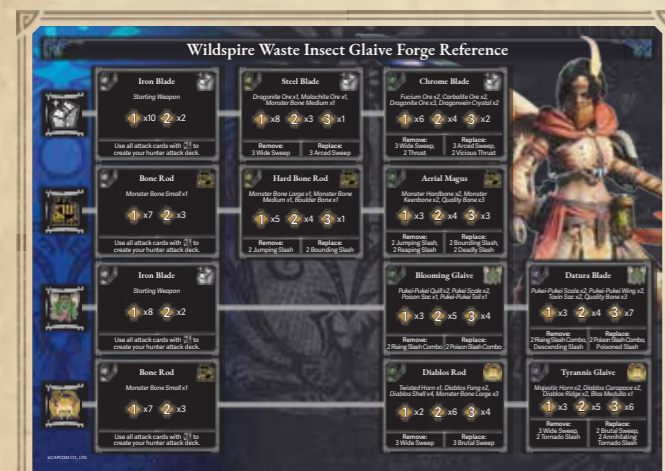 Wildspire Waste Insect Glaive Forge Reference
Iron Blade
Starting Weapon
1 x10 2 x2
Use all attack cards with to
create your hunter attack deck.
Steel Blade
Dragonite Ore x1, Malachite Ore x1,
Monster Bone Medium x1
1 x8 2 x3 3 x1
Remove:
3 Wide Sweep
Replace:
3 Arced Sweep
Chrome Blade
Fucium Ore x2, Carbalite Ore x2,
Dragonite Ore x3, Dragonvein Crystal x2
1 x6 2 x4 3 x2
Remove:
3 Wide Sweep,
2 Thrust
Replace:
3 Arced Sweep,
2 Vicious Thrust
Bone Rod
Monster Bone Small x1
1 x7 2 x3
Use all attack cards with to
create your hunter attack deck.
Hard Bone Rod
Monster Bone Large x1, Monster Bone
Medium x1, Boulder Bone x1
1 x5 2 x4 3 x1
Remove:
2 Jumping Slash
Replace:
2 Bounding Slash
Aerial Magus
Monster Hardbone x2, Monster
Keenbone x2, Quality Bone x3
1 x3 2 x4 3 x3
Remove:
2 Jumping Slash,
2 Reaping Slash
Replace:
2 Bounding Slash,
2 Deadly Slash
Iron Blade
Starting Weapon
1 x8 2 x2
Use all attack cards with to
create your hunter attack deck.
Blooming Glaive
Pukei-Pukei Quill x2, Pukei Scale x2,
Poison Sac x1, Pukei-Pukei Tail x1
1 x3 2 x5 3 x4
Remove:
2 Rising Slash Combo
Replace:
2 Poison Slash Combo
Datura Blade
Pukei-Pukei Scale x2, Pukei-Pukei Wing x2,
Toxin Sac x2, Quality Bone x3
1 x3 2 x4 3 x7
Remove:
2 Rising Slash Combo,
Descending Slash
Replace:
2 Poison Slash Combo,
Poisoned Slash
Bone Rod
Monster Bone Small x1
1 x7 2 x3
Use all attack cards with to
create your hunter attack deck.
Diablos Rod
Twisted Horn x1, Diablos Fang x2,
Diablos Shell x4, Monster Bone Large x3
1 x2 2 x6 3 x4
Remove:
3 Wide Sweep
Replace:
3 Brutal Sweep
Tyrannis Glaive
Majestic Horn x2, Diablos Carapace x2,
Diablos Ridge x2, Blos Medulla x1
1 x3 2 x5 3 x6
Remove:
3 Wide Sweep,
2 Tornado Slash
Replace:
2 Brutal Sweep,
2 Annihilating
Tornado Slash
©CAPCOM CO., LTD.